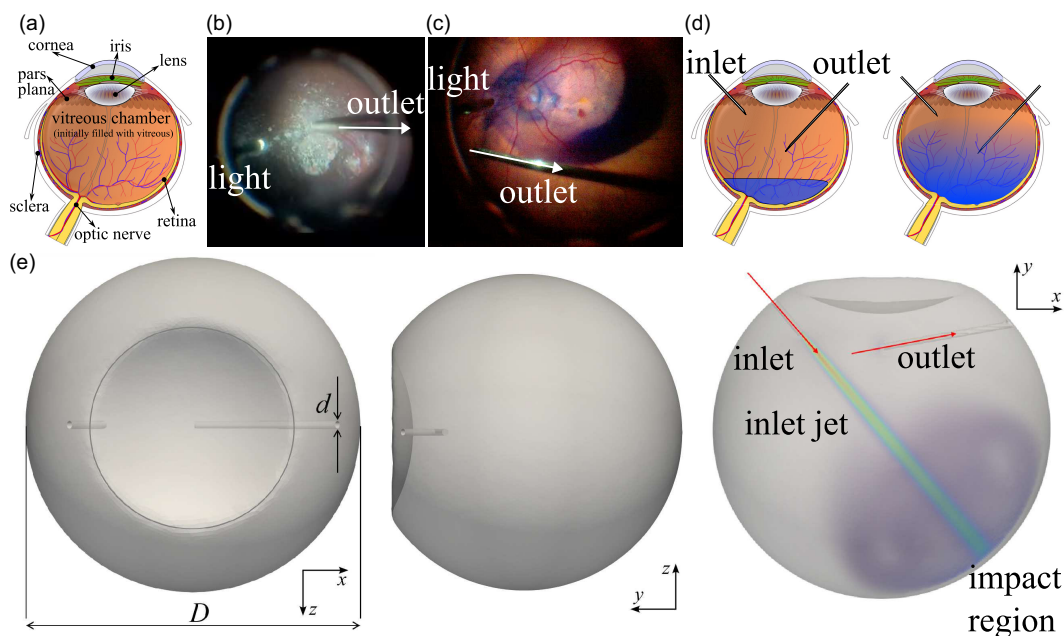 (a)
cornea
iris
lens
pars
plana
vitreous chamber
(initially filled with vitreous)
sclera
retina
optic nerve
(b)
outlet
light
(c)
light
outlet
(d)
inlet
outlet
(e)
d
x
z
D
z
y
y
x
inlet
outlet
inlet jet
impact
region